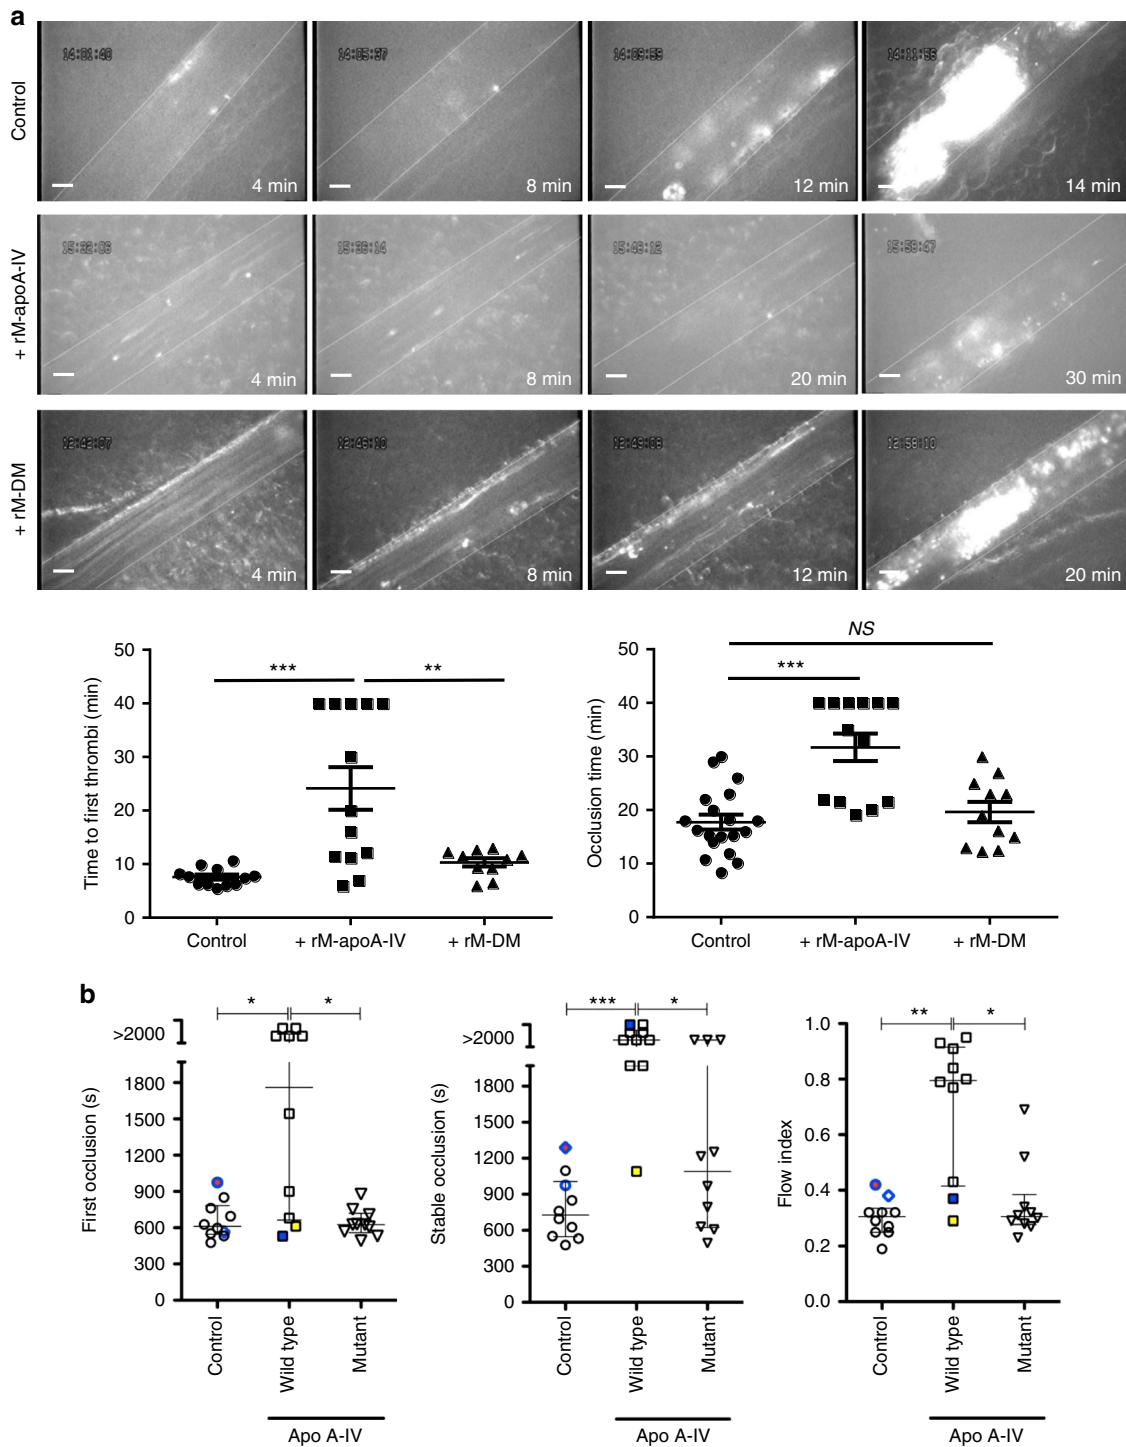 a
Control
14:01:40
4 min
8 min
12 min
14:11:56
14 min
+ rM-apoA-IV
4 min
8 min
20 min
30 min
+ rM-DM
4 min
8 min
12 min
20 min
Time to first thrombi (min)
50
40
30
20
10
0
***
**
Control
+ rM-apoA-IV
+ rM-DM
Occlusion time (min)
50
40
30
20
10
0
NS
***
Control
+ rM-apoA-IV
+ rM-DM
b
First occlusion (s)
>2000
1800
1500
1200
900
600
300
0
*
*
Control
Wild type
Mutant
Apo A-IV
Stable occlusion (s)
>2000
1800
1500
1200
900
600
300
0
***
*
Control
Wild type
Mutant
Apo A-IV
Flow index
1.0
0.8
0.6
0.4
0.2
0.0
**
*
Control
Wild type
Mutant
Apo A-IV